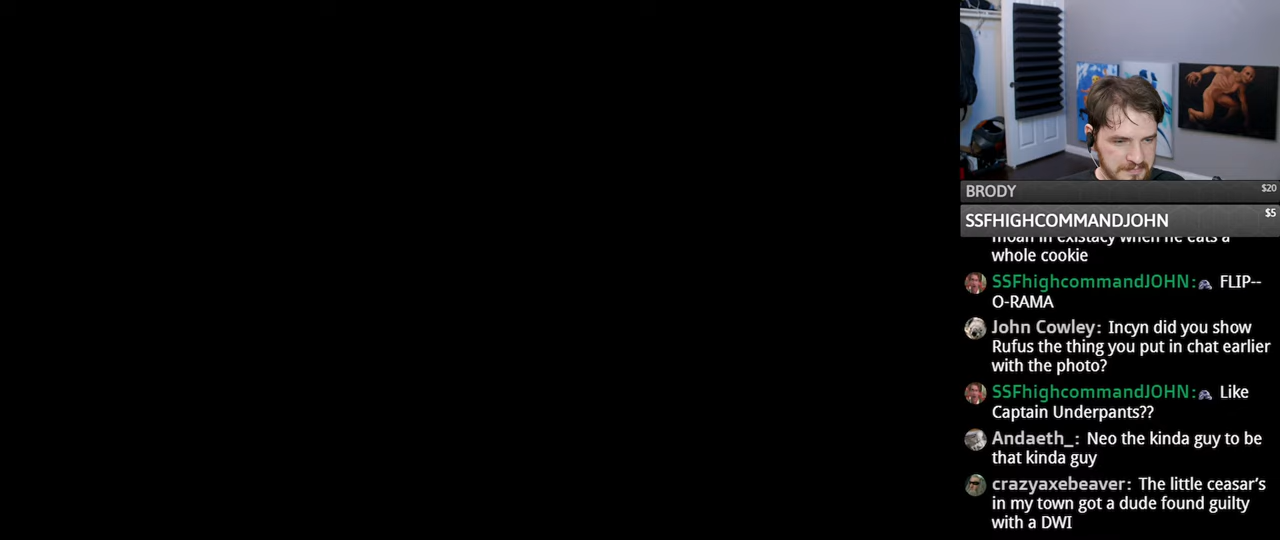 BRODY
$20
SSFHIGHCOMMANDJOHN
$5
moan in existacy when he eats a
whole cookie
SSFhighcommandJOHN: FLIP--
O-RAMA
John Cowley: Incyn did you show
Rufus the thing you put in chat earlier
with the photo?
SSFhighcommandJOHN: Like
Captain Underpants??
Andaeth_: Neo the kinda guy to be
that kinda guy
crazyaxebeaver: The little ceasar's
in my town got a dude found guilty
with a DWI